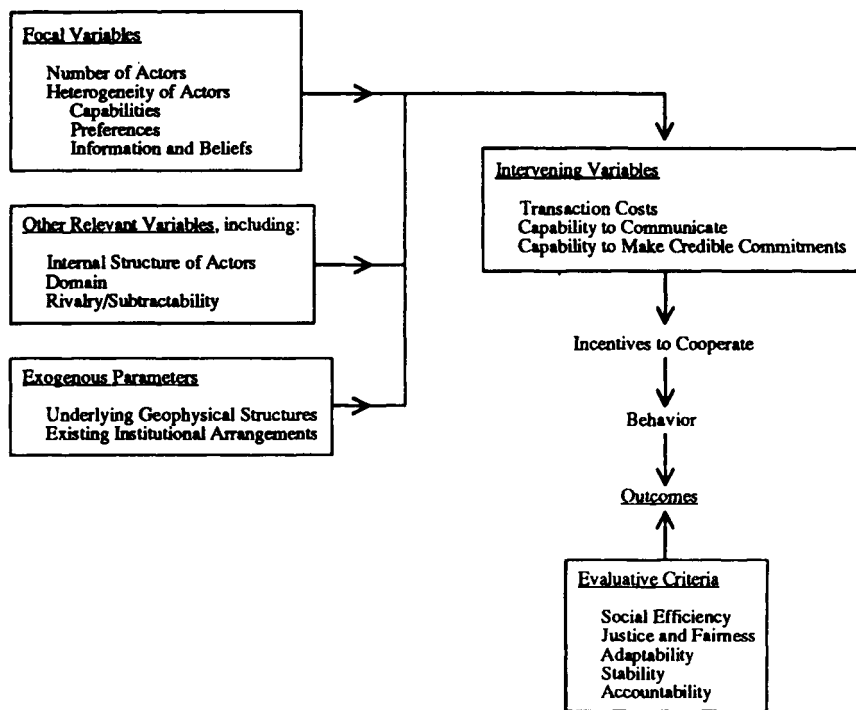 Focal Variables
Number of Actors
Heterogeneity of Actors
Capabilities
Preferences
Information and Beliefs
Other Relevant Variables, including:
Internal Structure of Actors
Domain
Rivalry/Subtractability
Exogenous Parameters
Underlying Geophysical Structures
Existing Institutional Arrangements
Intervening Variables
Transaction Costs
Capability to Communicate
Capability to Make Credible Commitments
Incentives to Cooperate
Behavior
Outcomes
Evaluative Criteria
Social Efficiency
Justice and Fairness
Adaptability
Stability
Accountability